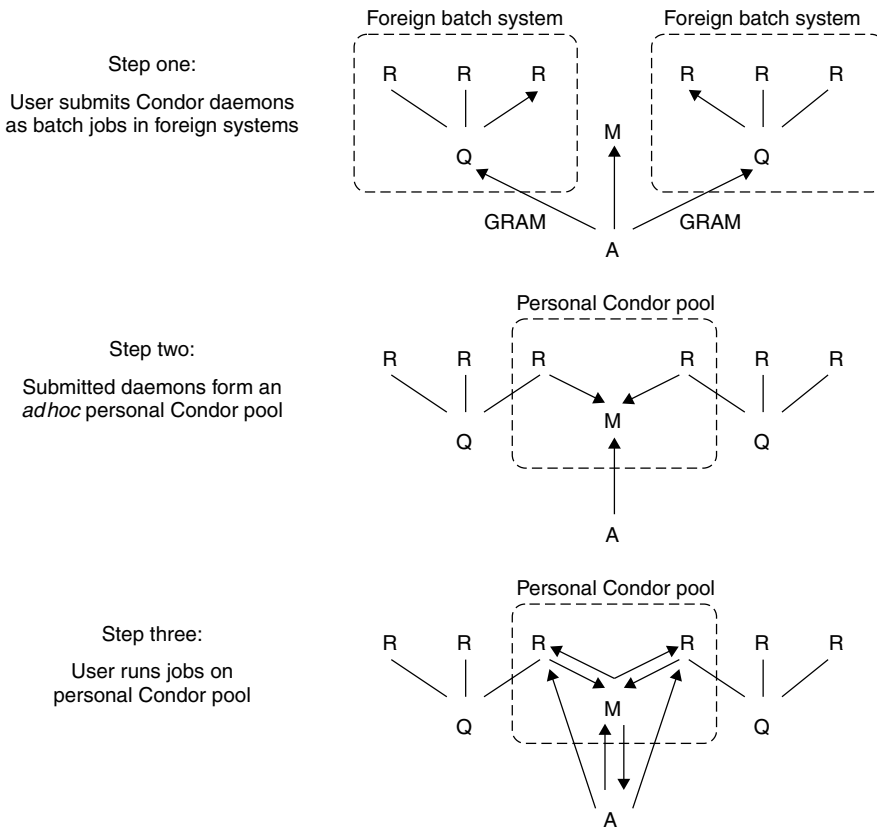 Foreign batch system Foreign batch system
Step one:
R R R R R R
User submits Condor daemons
as batch jobs in foreign systems
M
Q Q
GRAM GRAM
A
Personal Condor pool
Step two:
R R R R R R
Submitted daemons form an
ad hoc personal Condor pool
M
Q Q
A
Personal Condor pool
Step three:
R R R R R R
User runs jobs on
personal Condor pool
M
Q Q
A